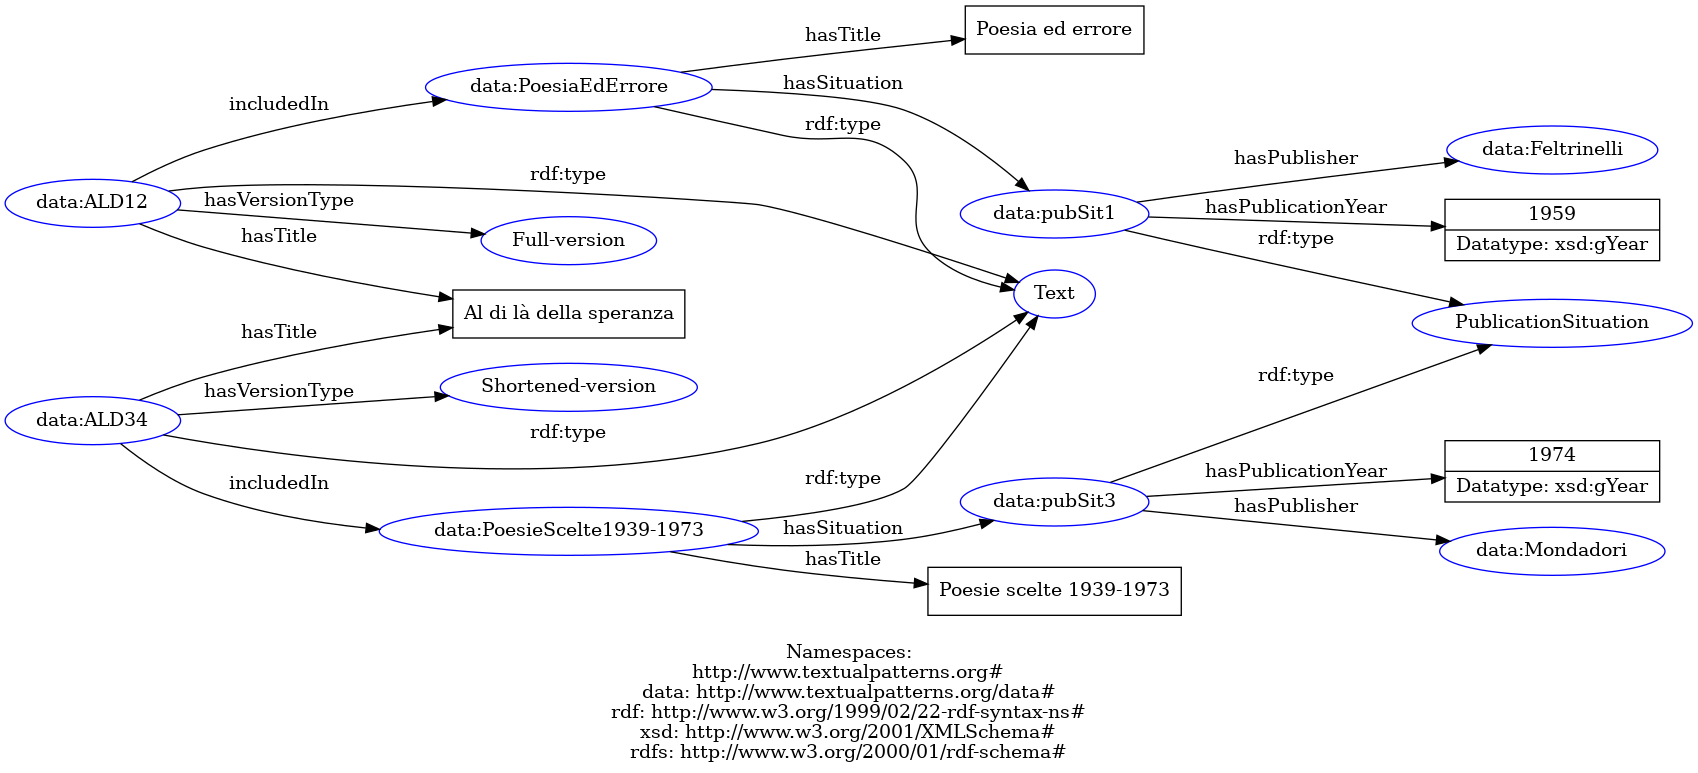 Poesia ed errore
hasTitle
data:PoesiaEdErrore
hasSituation
includedIn
rdf:type
data:Feltrinelli
hasPublisher
rdf:type
data:ALD12
hasVersionType
data:pubSit1
hasPublicationYear
1959
Datatype: xsd:gYear
hasTitle
Full-version
rdf:type
Text
Al di là della speranza
hasTitle
PublicationSituation
hasVersionType
Shortened-version
rdf:type
data:ALD34
rdf:type
includedIn
rdf:type
hasPublicationYear
1974
Datatype: xsd:gYear
data:pubSit3
hasPublisher
data:PoesieScelte1939-1973
hasSituation
data:Mondadori
hasTitle
Poesie scelte 1939-1973
Namespaces:
http://www.textualpatterns.org#
data: http://www.textualpatterns.org/data#
rdf: http://www.w3.org/1999/02/22-rdf-syntax-ns#
xsd: http://www.w3.org/2001/XMLSchema#
rdfs: http://www.w3.org/2000/01/rdf-schema#